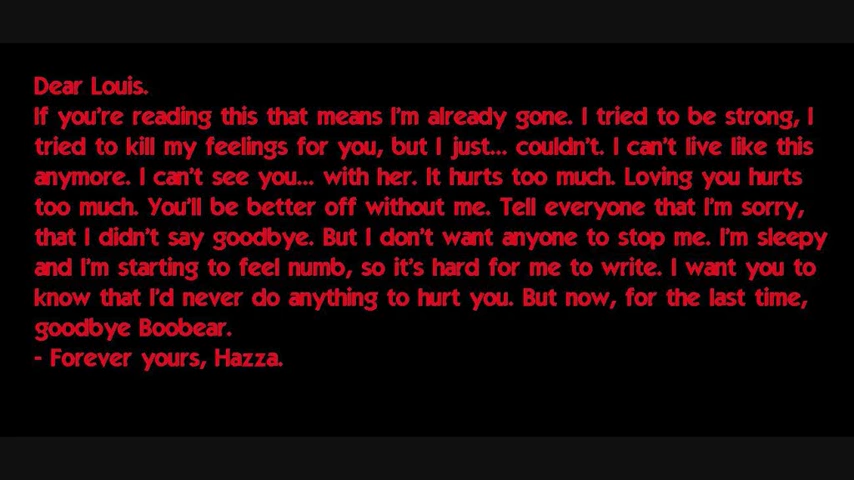 Dear Louis.
If you're reading this that means I'm already gone. I tried to be strong, I
tried to kill my feelings for you, but I just... couldn't. I can't live like this
anymore. I can't see you... with her. It hurts too much. Loving you hurts
too much. You'll be better off without me. Tell everyone that I'm sorry,
that I didn't say goodbye. But I don't want anyone to stop me. I'm sleepy
and I'm starting to feel numb, so it's hard for me to write. I want you to
know that I'd never do anything to hurt you. But now, for the last time,
goodbye Boobear.
- Forever yours, Hazza.